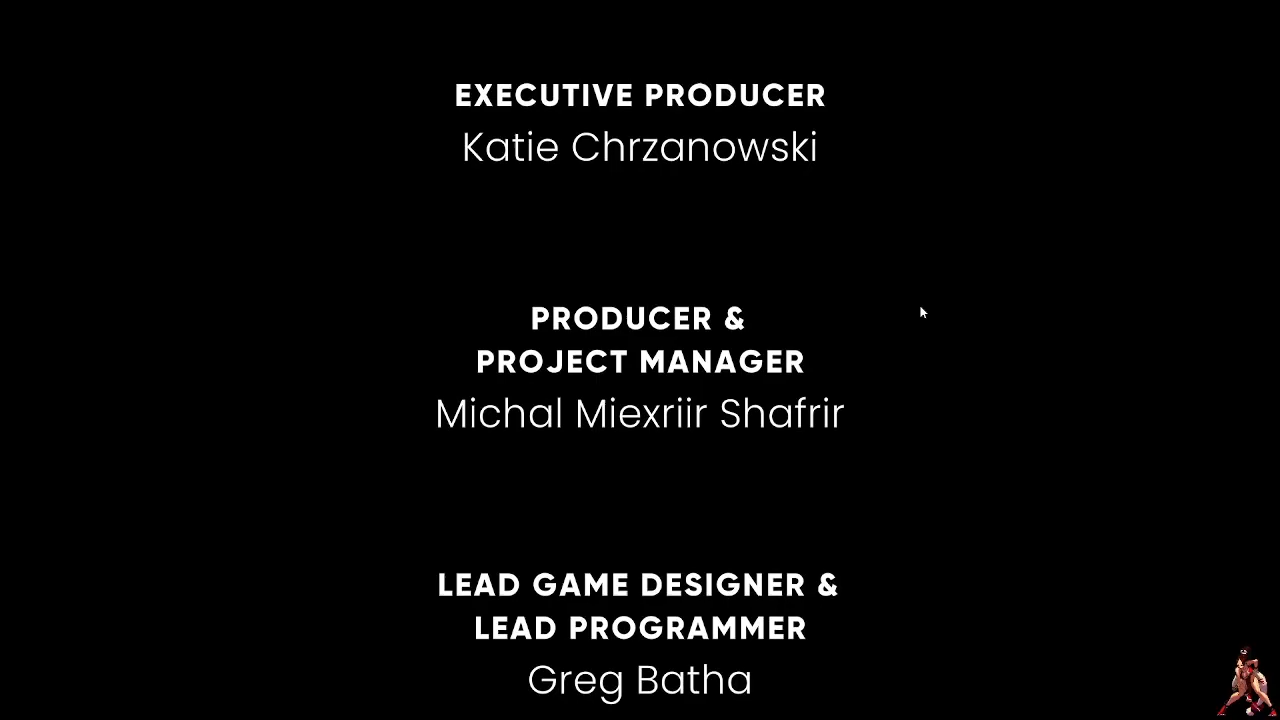 EXECUTIVE PRODUCER
Katie Chrzanowski
PRODUCER &
PROJECT MANAGER
Michal Miexriir Shafrir
LEAD GAME DESIGNER &
LEAD PROGRAMMER
Greg Batha